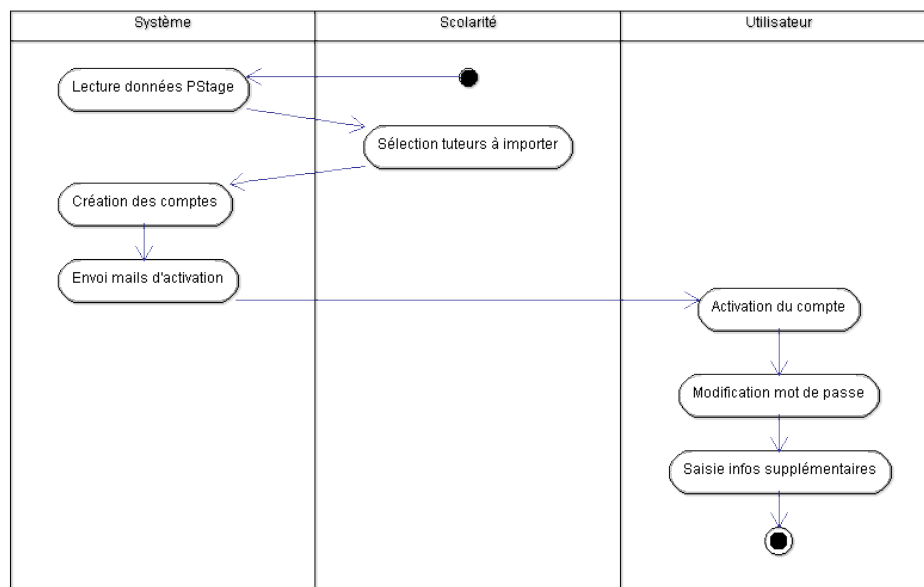 Système
Scolarité
Utilisateur
Lecture données PStage
Sélection tuteurs à importer
Création des comptes
Envoi mails d'activation
Activation du compte
Modification mot de passe
Saisie infos supplémentaires